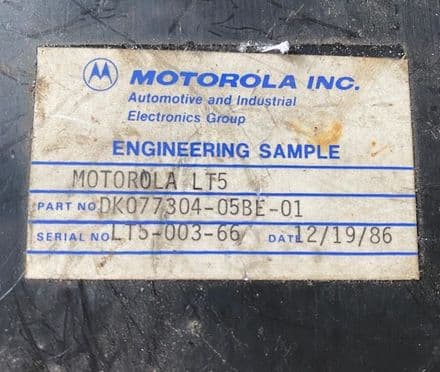 MOTOROLA INC.
Automotive and Industrial
Electronics Group
ENGINEERING SAMPLE
MOTOROLA LT5
PART NO DK077304-05BE-01
SERIAL NO LT5-003-66 DATE 12/19/86